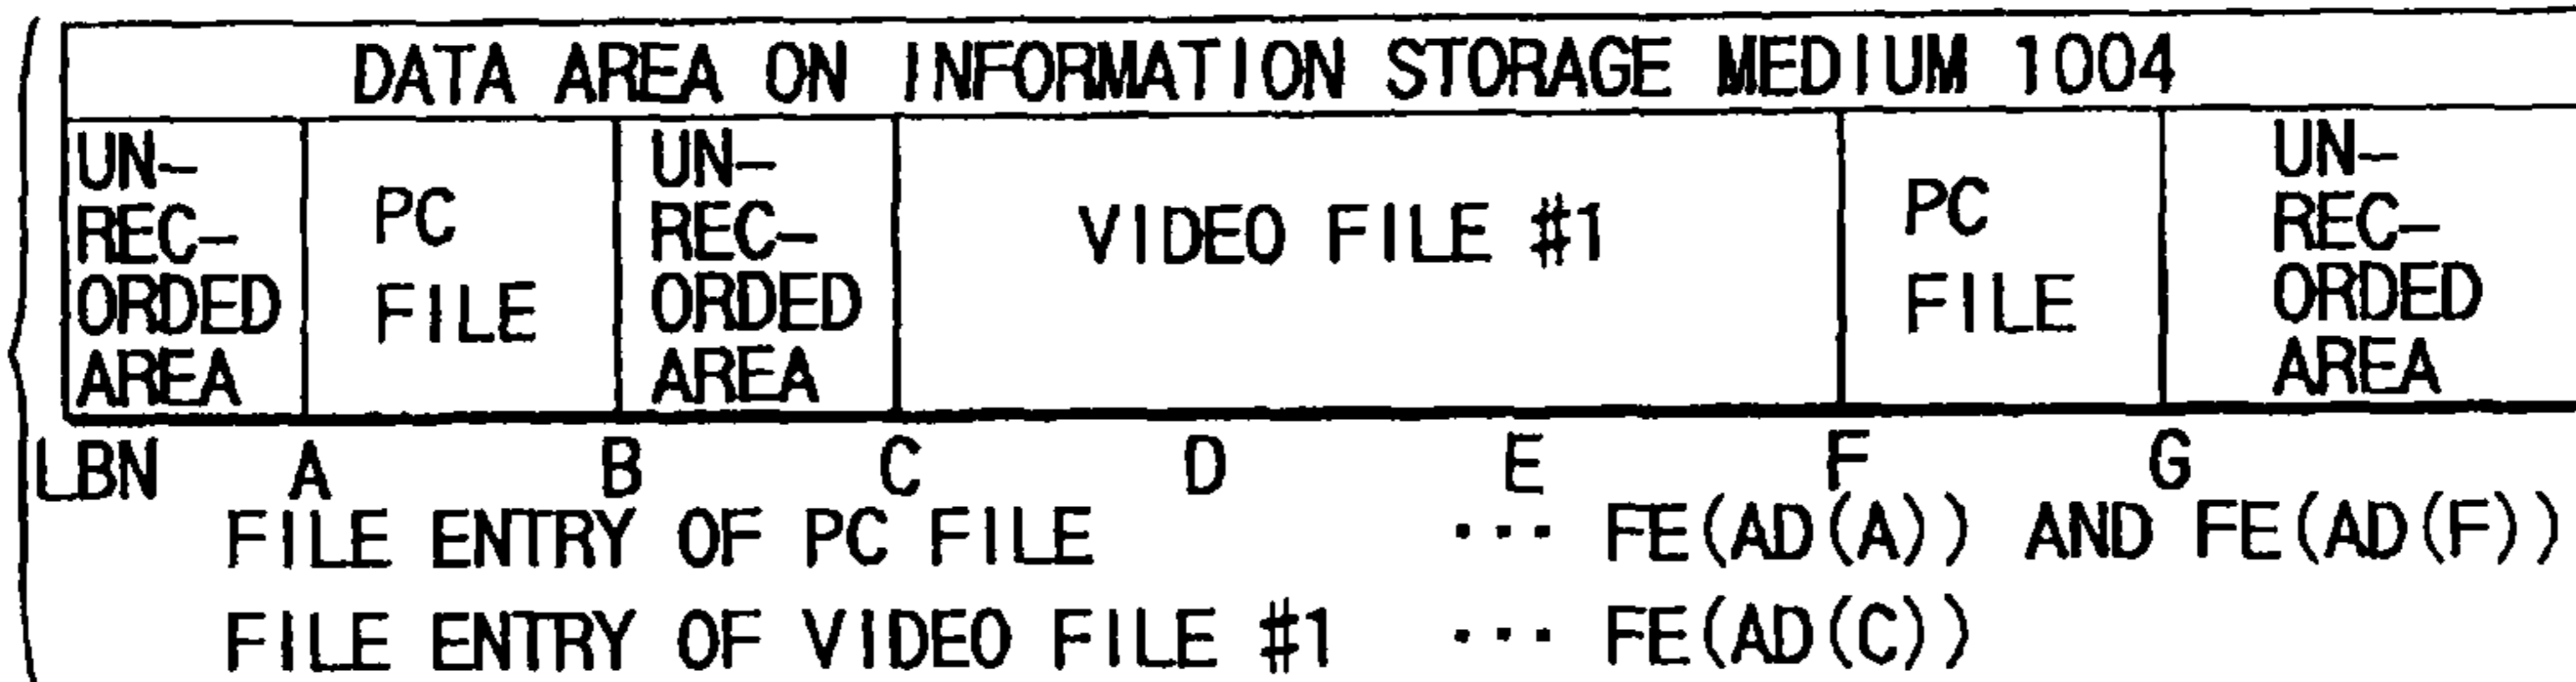 DATA AREA ON INFORMATION STORAGE MEDIUM 1004
UN-
REC-
ORDED
AREA
PC
FILE
UN-
REC-
ORDED
AREA
VIDEO FILE #1
PC
FILE
UN-
REC-
ORDED
AREA
LBN A B C D E F G
FILE ENTRY OF PC FILE ··· FE(AD(A)) AND FE(AD(F))
FILE ENTRY OF VIDEO FILE #1 ··· FE(AD(C))